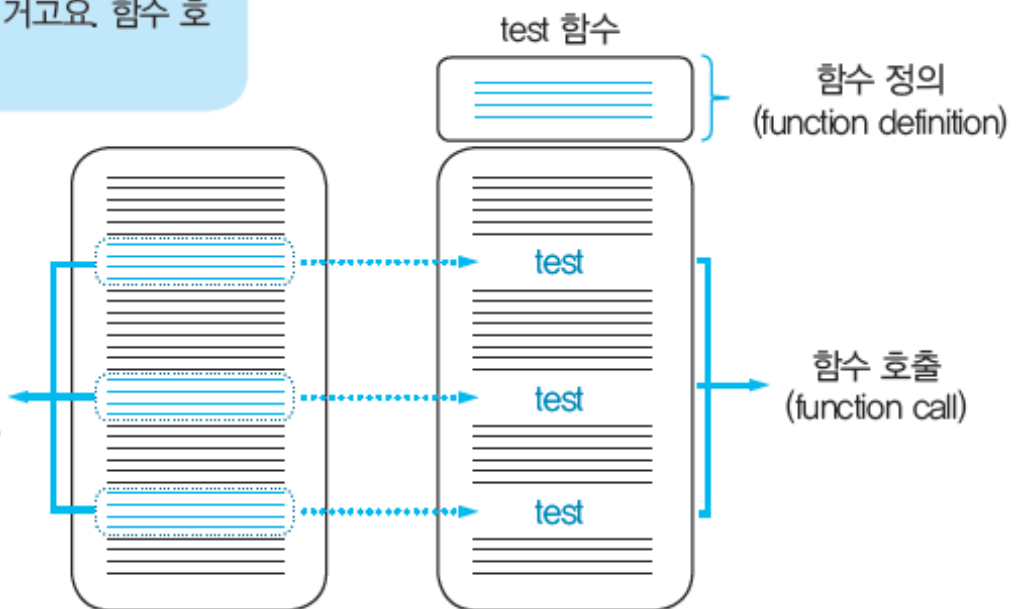 거고요. 함수 호
test 함수
함수 정의
(function definition)
test
test
test
함수 호출
(function call)